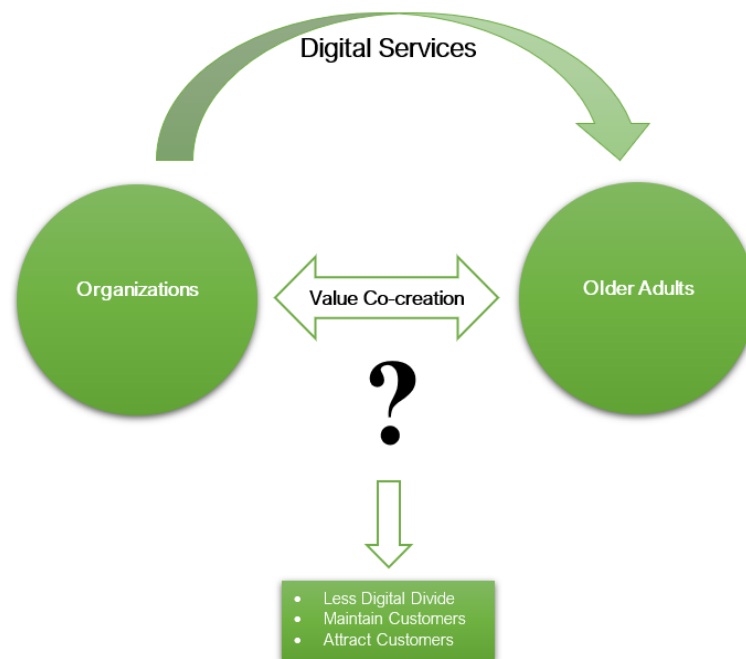 Digital Services
Organizations
Value Co-creation
Older Adults
?
• Less Digital Divide
• Maintain Customers
• Attract Customers